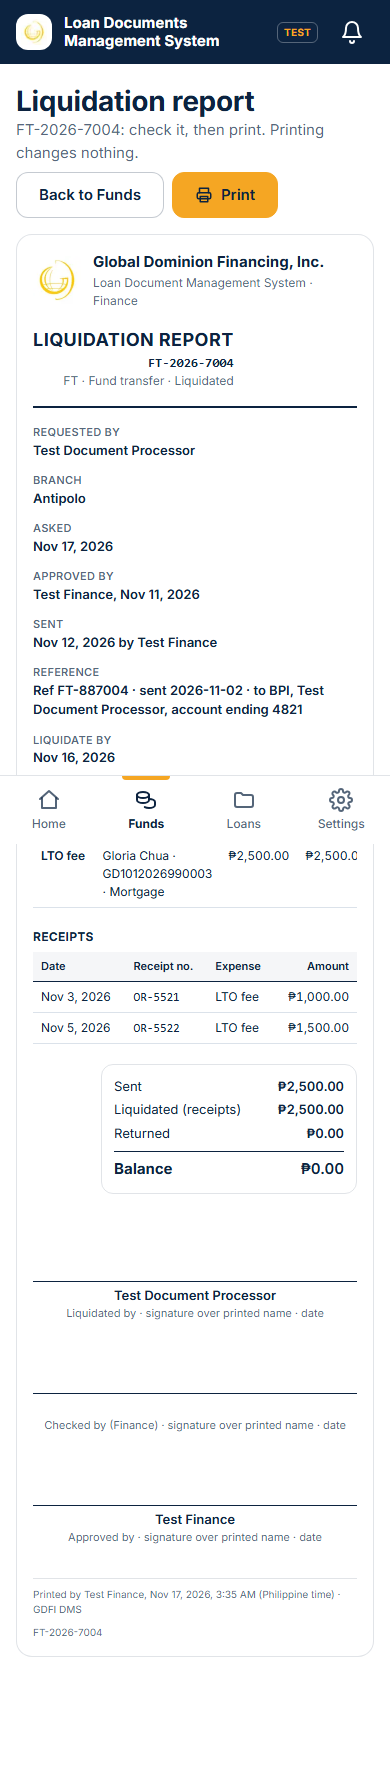 Loan Documents
Management System
TEST
Liquidation report
FT-2026-7004: check it, then print. Printing
changes nothing.
Back to Funds
Print
Global Dominion Financing, Inc.
Loan Document Management System ·
Finance
LIQUIDATION REPORT
FT-2026-7004
FT · Fund transfer · Liquidated
REQUESTED BY
Test Document Processor
BRANCH
Antipolo
ASKED
Nov 17, 2026
APPROVED BY
Test Finance, Nov 11, 2026
SENT
Nov 12, 2026 by Test Finance
REFERENCE
Ref FT-887004 · sent 2026-11-02 · to BPI, Test
Document Processor, account ending 4821
LIQUIDATE BY
Nov 16, 2026
Home Funds Loans Settings
LTO fee Gloria Chua · ₱2,500.00 ₱2,500.0
GD1012026990003
· Mortgage
RECEIPTS
Date Receipt no. Expense Amount
Nov 3, 2026 OR-5521 LTO fee ₱1,000.00
Nov 5, 2026 OR-5522 LTO fee ₱1,500.00
Sent ₱2,500.00
Liquidated (receipts) ₱2,500.00
Returned ₱0.00
Balance ₱0.00
Test Document Processor
Liquidated by · signature over printed name · date
Checked by (Finance) · signature over printed name · date
Test Finance
Approved by · signature over printed name · date
Printed by Test Finance, Nov 17, 2026, 3:35 AM (Philippine time) ·
GDFI DMS
FT-2026-7004